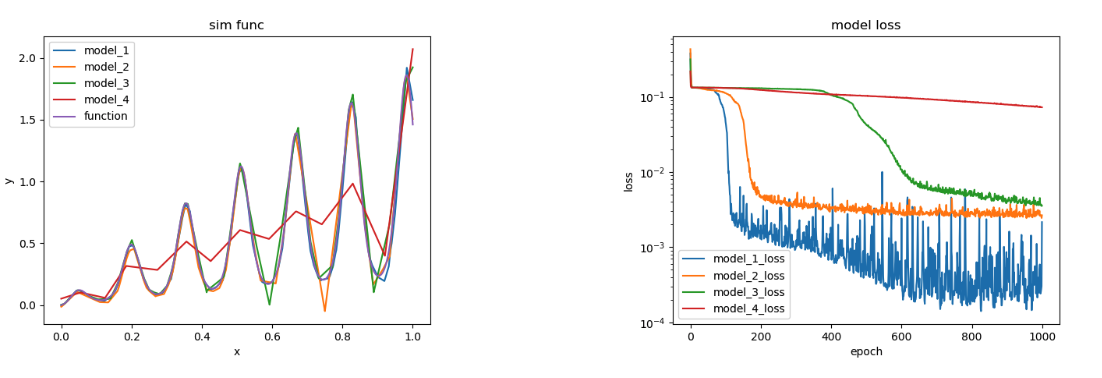 sim func
model_1
model_2
model_3
model_4
function
y
2.0
1.5
1.0
0.5
0.0
0.0
0.2
0.4
0.6
0.8
1.0
x
model loss
loss
10⁻¹
10⁻²
10⁻³
10⁻⁴
model_1_loss
model_2_loss
model_3_loss
model_4_loss
0
200
400
600
800
1000
epoch